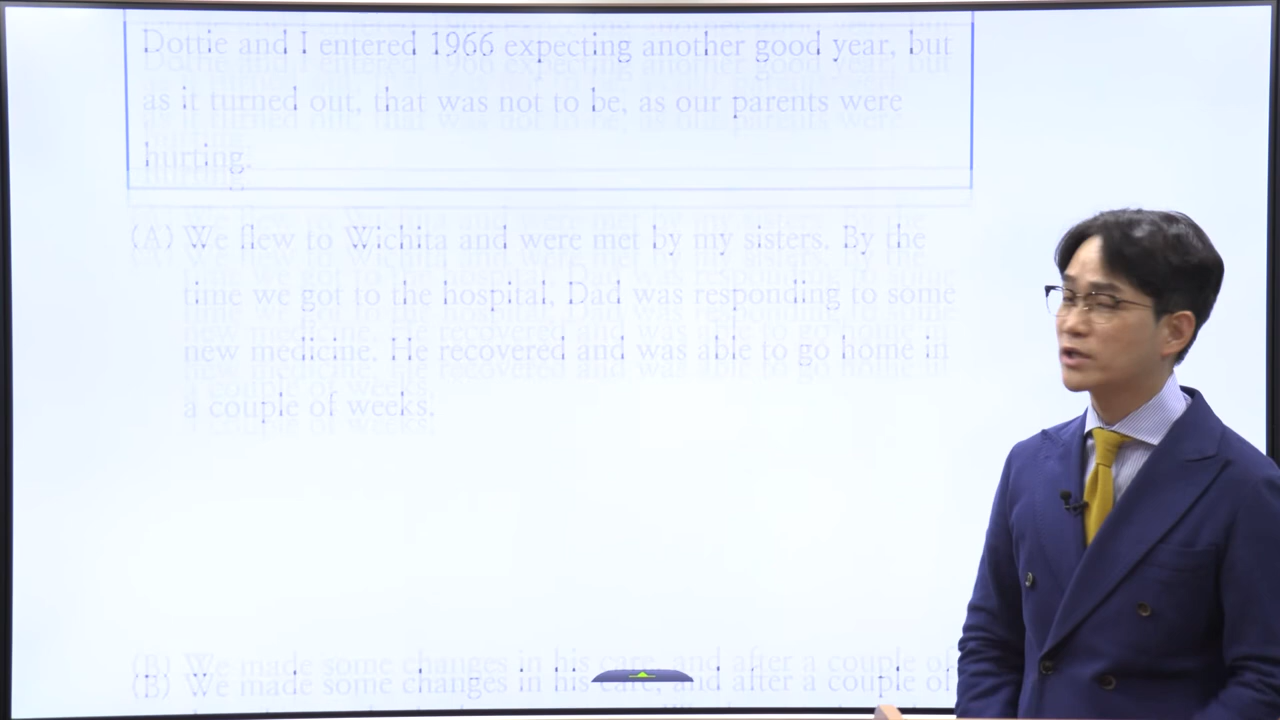 Dottie and I entered 1966 expecting another good year, but
as it turned out, that was not to be, as our parents were
hurting.
(A) We flew to Wichita and were met by my sisters. By the
time we got to the hospital, Dad was responding to some
new medicine. He recovered and was able to go home in
a couple of weeks.
(B) We made some changes in his care, and after a couple of